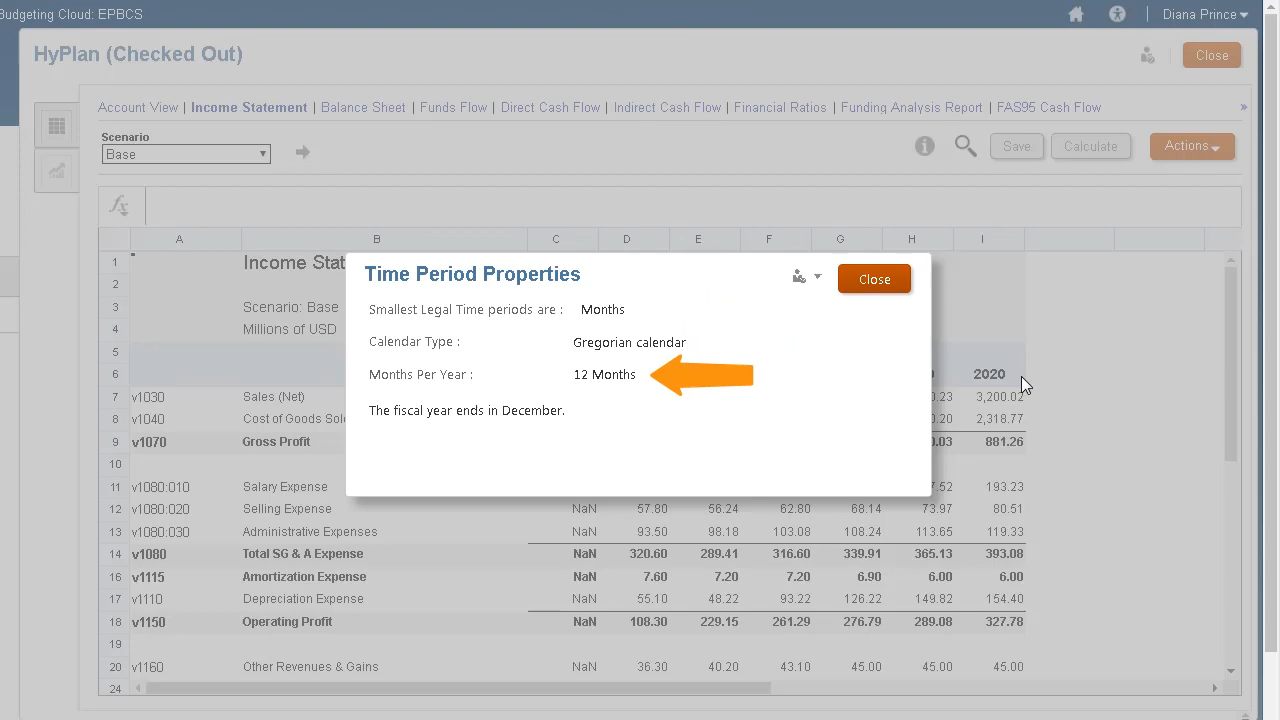 Budgeting Cloud: EPBCS
Diana Prince
HyPlan (Checked Out)
Close
Account View | Income Statement | Balance Sheet | Funds Flow | Direct Cash Flow | Indirect Cash Flow | Financial Ratios | Funding Analysis Report | FAS95 Cash Flow »
Scenario
Base
Save
Calculate
Actions
fx
A B C D E F G H I
1 Income Stat
2
3 Scenario: Base
4 Millions of USD
5
6 2020
7 v1030 Sales (Net) 0.23 3,200.02
8 v1040 Cost of Goods Sol 0.20 2,318.77
9 v1070 Gross Profit 0.03 881.26
10
11 v1080:010 Salary Expense 7.52 193.23
12 v1080:020 Selling Expense NaN 57.80 56.24 62.80 68.14 73.97 80.51
13 v1080:030 Administrative Expenses NaN 93.50 98.18 103.08 108.24 113.65 119.33
14 v1080 Total SG & A Expense NaN 320.60 289.41 316.60 339.91 365.13 393.08
16 v1115 Amortization Expense NaN 7.60 7.20 7.20 6.90 6.00 6.00
17 v1110 Depreciation Expense NaN 55.10 48.22 93.22 126.22 149.82 154.40
18 v1150 Operating Profit NaN 108.30 229.15 261.29 276.79 289.08 327.78
19
20 v1160 Other Revenues & Gains NaN 36.30 40.20 43.10 45.00 45.00 45.00
24
Time Period Properties
Close
Smallest Legal Time periods are : Months
Calendar Type : Gregorian calendar
Months Per Year : 12 Months
The fiscal year ends in December.